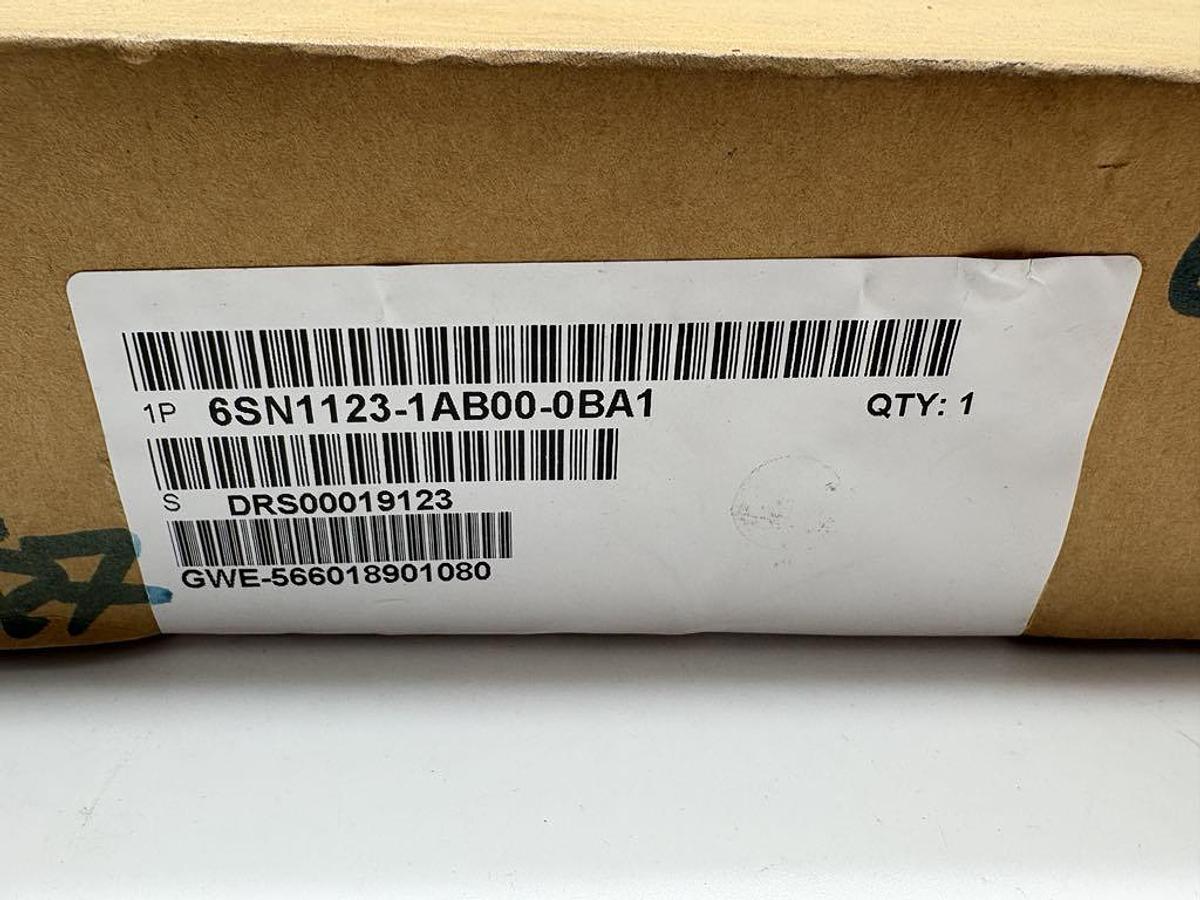 1P 6SN1123-1AB00-0BA1 QTY: 1
S DRS00019123
GWE-566018901080